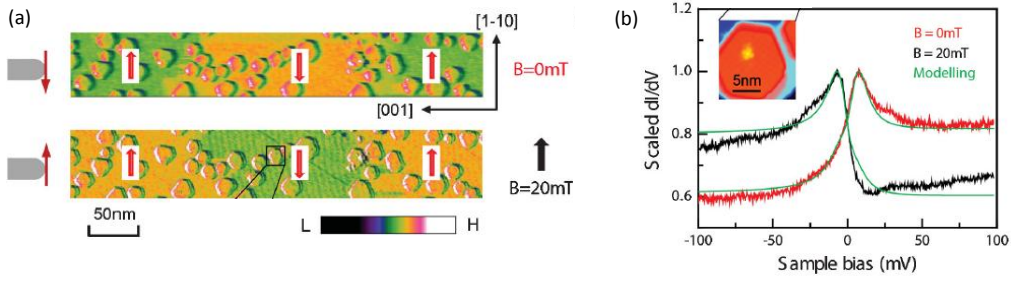 (a)
[1-10]
B=0mT
[001]
B=20mT
50nm
L
H
(b)
Scaled dI/dV
1.2
1.0
0.8
0.6
-100
-50
0
50
100
Sample bias (mV)
B = 0mT
B = 20mT
Modelling
5nm